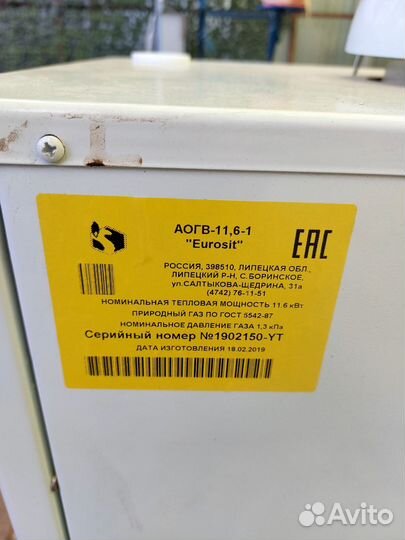 АОГВ-11,6-1
"Eurosit"
EAC
РОССИЯ, 398510, ЛИПЕЦКАЯ ОБЛ.,
ЛИПЕЦКИЙ Р-Н, С.БОРИНСКОЕ,
ул.САЛТЫКОВА-ЩЕДРИНА, 31а
(4742) 76-11-51
НОМИНАЛЬНАЯ ТЕПЛОВАЯ МОЩНОСТЬ 11.6 кВт
ПРИРОДНЫЙ ГАЗ ПО ГОСТ 5542-87
НОМИНАЛЬНОЕ ДАВЛЕНИЕ ГАЗА 1,3 кПа
Серийный номер №1902150-YT
ДАТА ИЗГОТОВЛЕНИЯ 18.02.2019
Avito